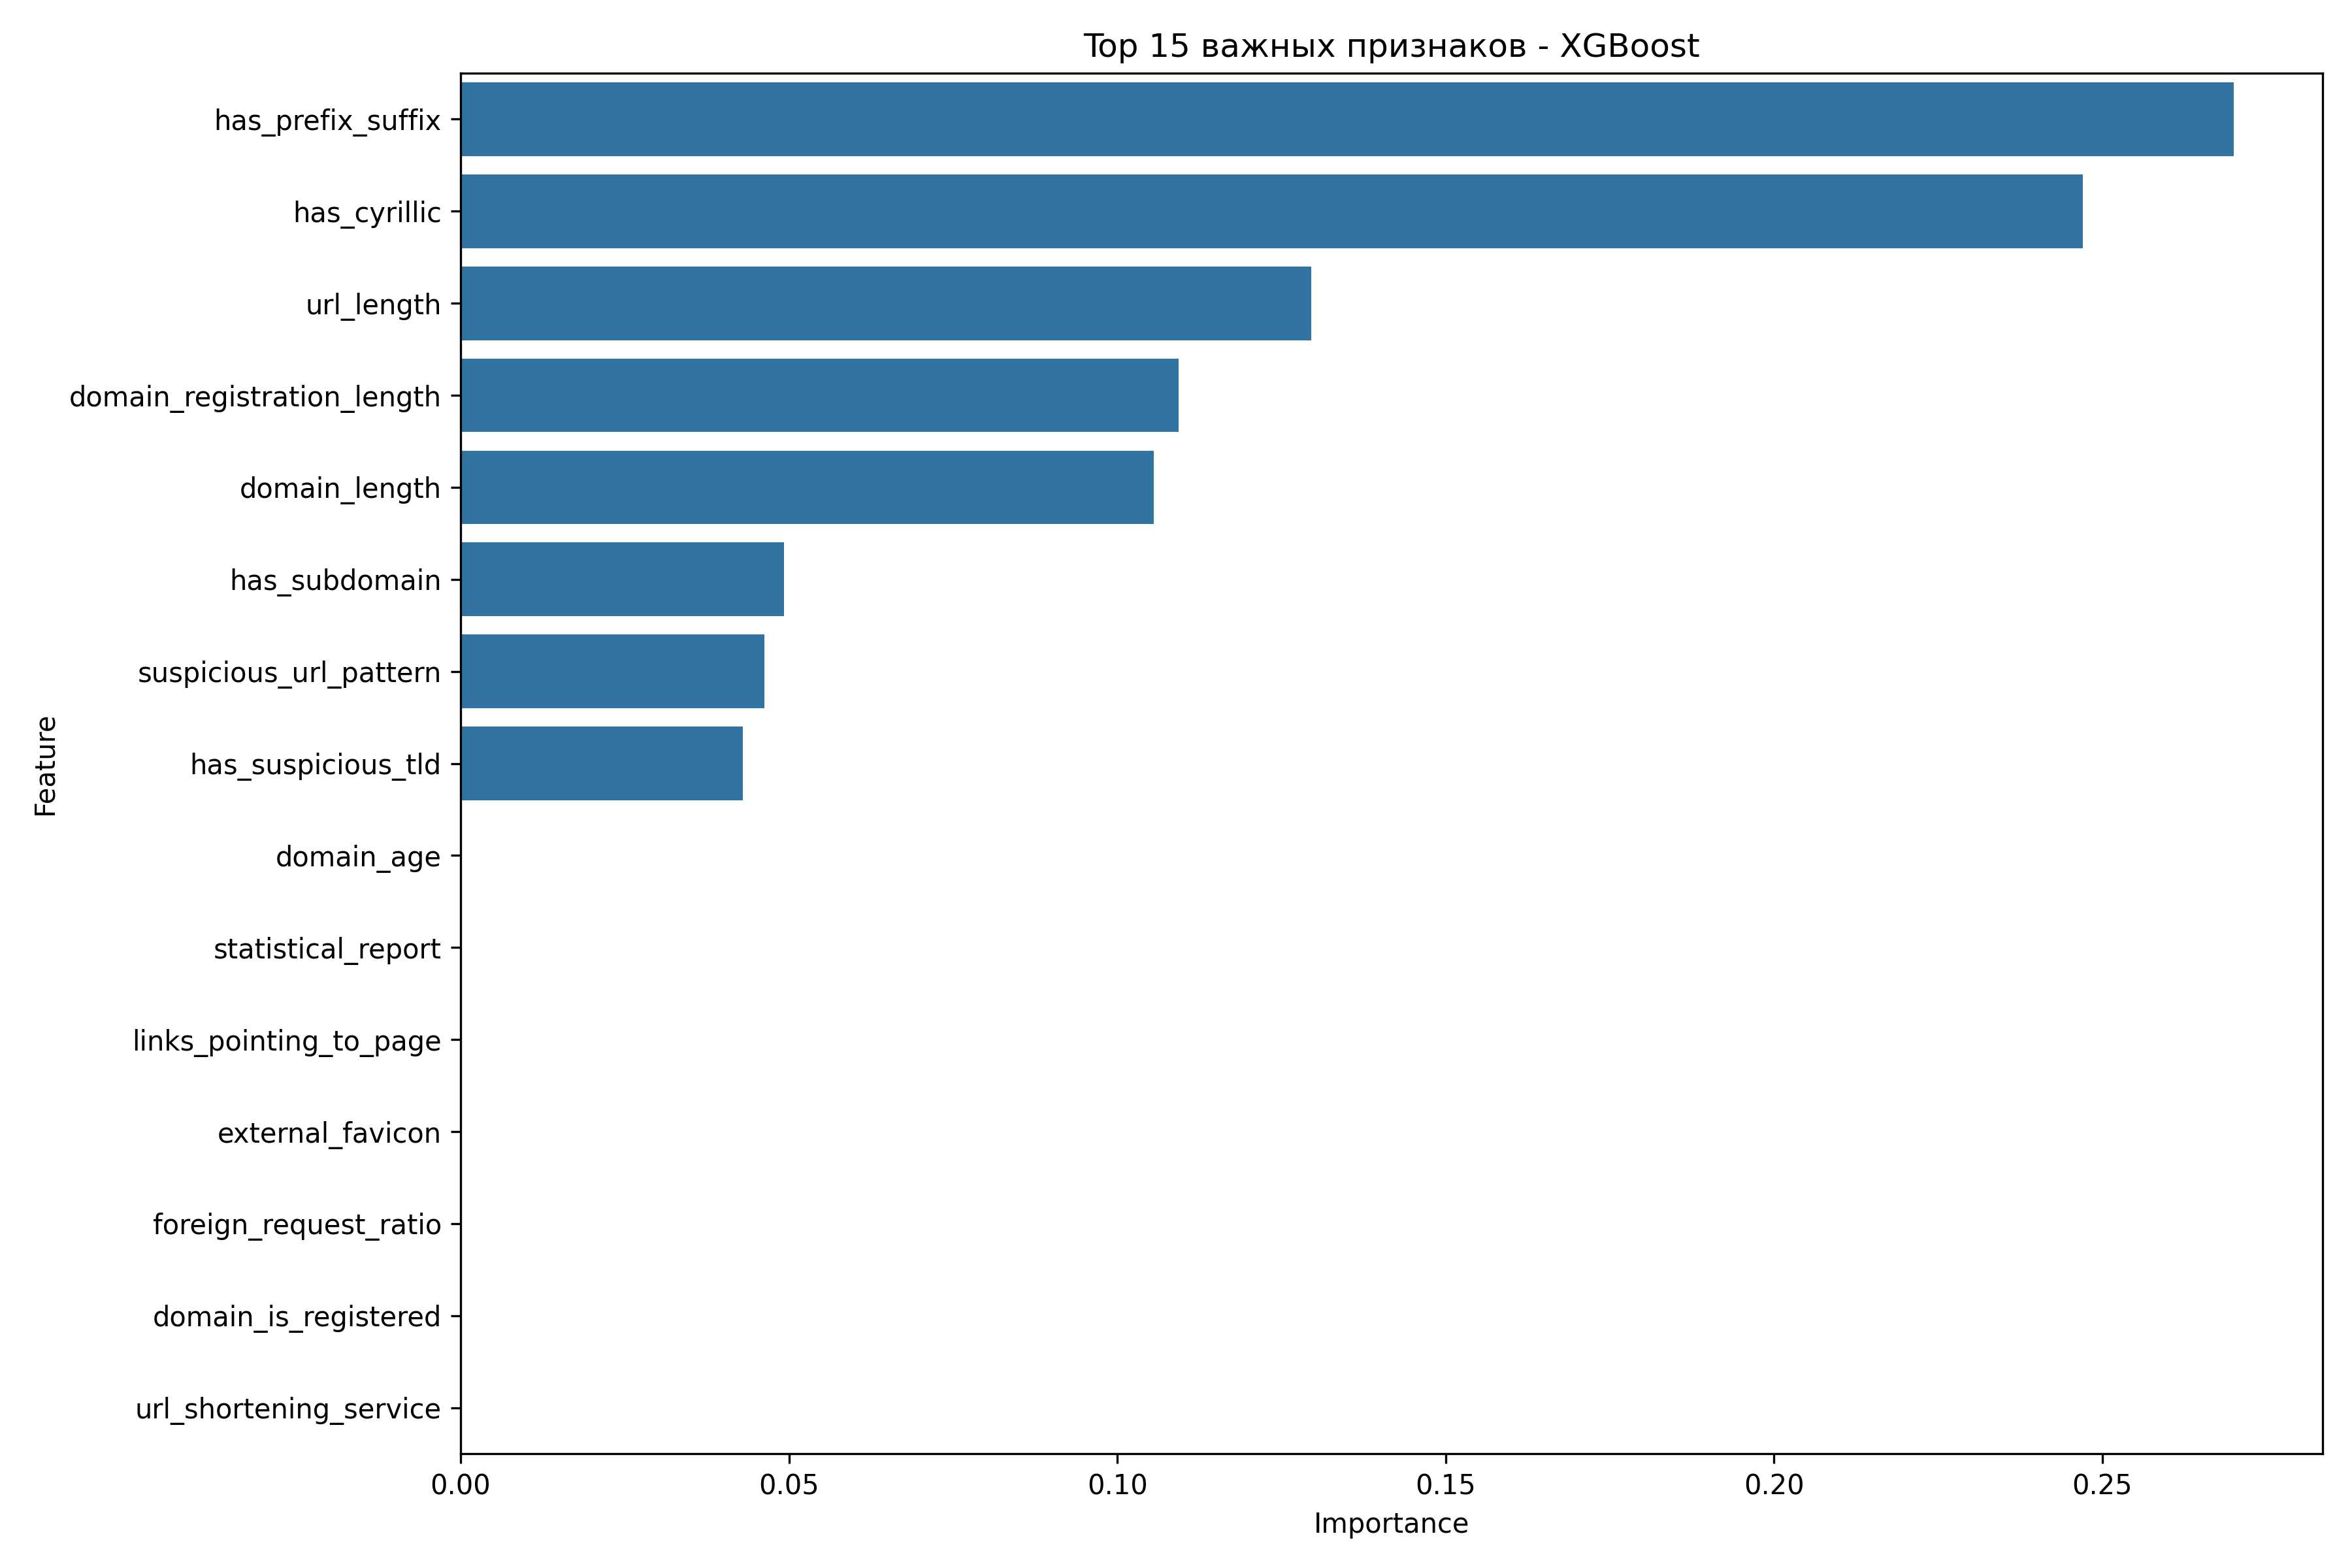 Top 15 важных признаков - XGBoost
Feature
has_prefix_suffix
has_cyrillic
url_length
domain_registration_length
domain_length
has_subdomain
suspicious_url_pattern
has_suspicious_tld
domain_age
statistical_report
links_pointing_to_page
external_favicon
foreign_request_ratio
domain_is_registered
url_shortening_service
0.00 0.05 0.10 0.15 0.20 0.25
Importance